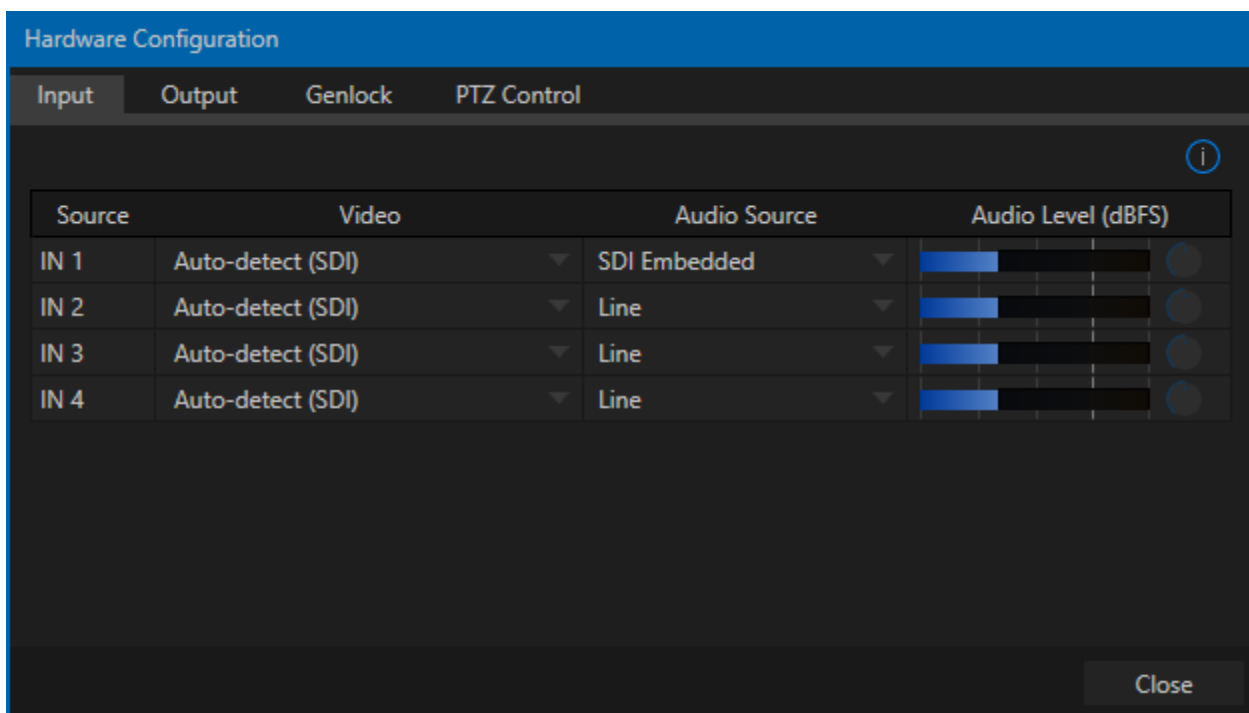 Hardware Configuration
Input Output Genlock PTZ Control
i
Source Video Audio Source Audio Level (dBFS)
IN 1 Auto-detect (SDI) SDI Embedded
IN 2 Auto-detect (SDI) Line
IN 3 Auto-detect (SDI) Line
IN 4 Auto-detect (SDI) Line
Close